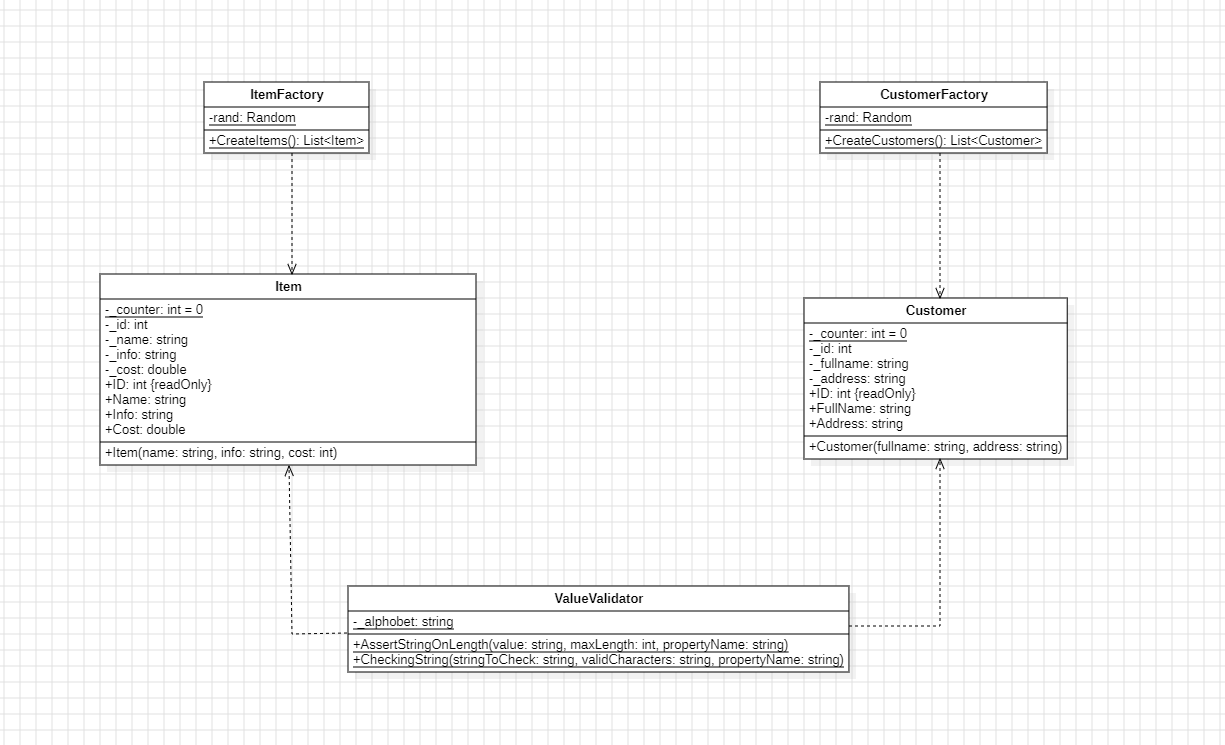 ItemFactory
-rand: Random
+CreateItems(): List<Item>
CustomerFactory
-rand: Random
+CreateCustomers(): List<Customer>
Item
-_counter: int = 0
-_id: int
-_name: string
-_info: string
-_cost: double
+ID: int {readOnly}
+Name: string
+Info: string
+Cost: double
+Item(name: string, info: string, cost: int)
Customer
-_counter: int = 0
-_id: int
-_fullname: string
-_address: string
+ID: int {readOnly}
+FullName: string
+Address: string
+Customer(fullname: string, address: string)
ValueValidator
-_alphobet: string
+AssertStringOnLength(value: string, maxLength: int, propertyName: string)
+CheckingString(stringToCheck: string, validCharacters: string, propertyName: string)